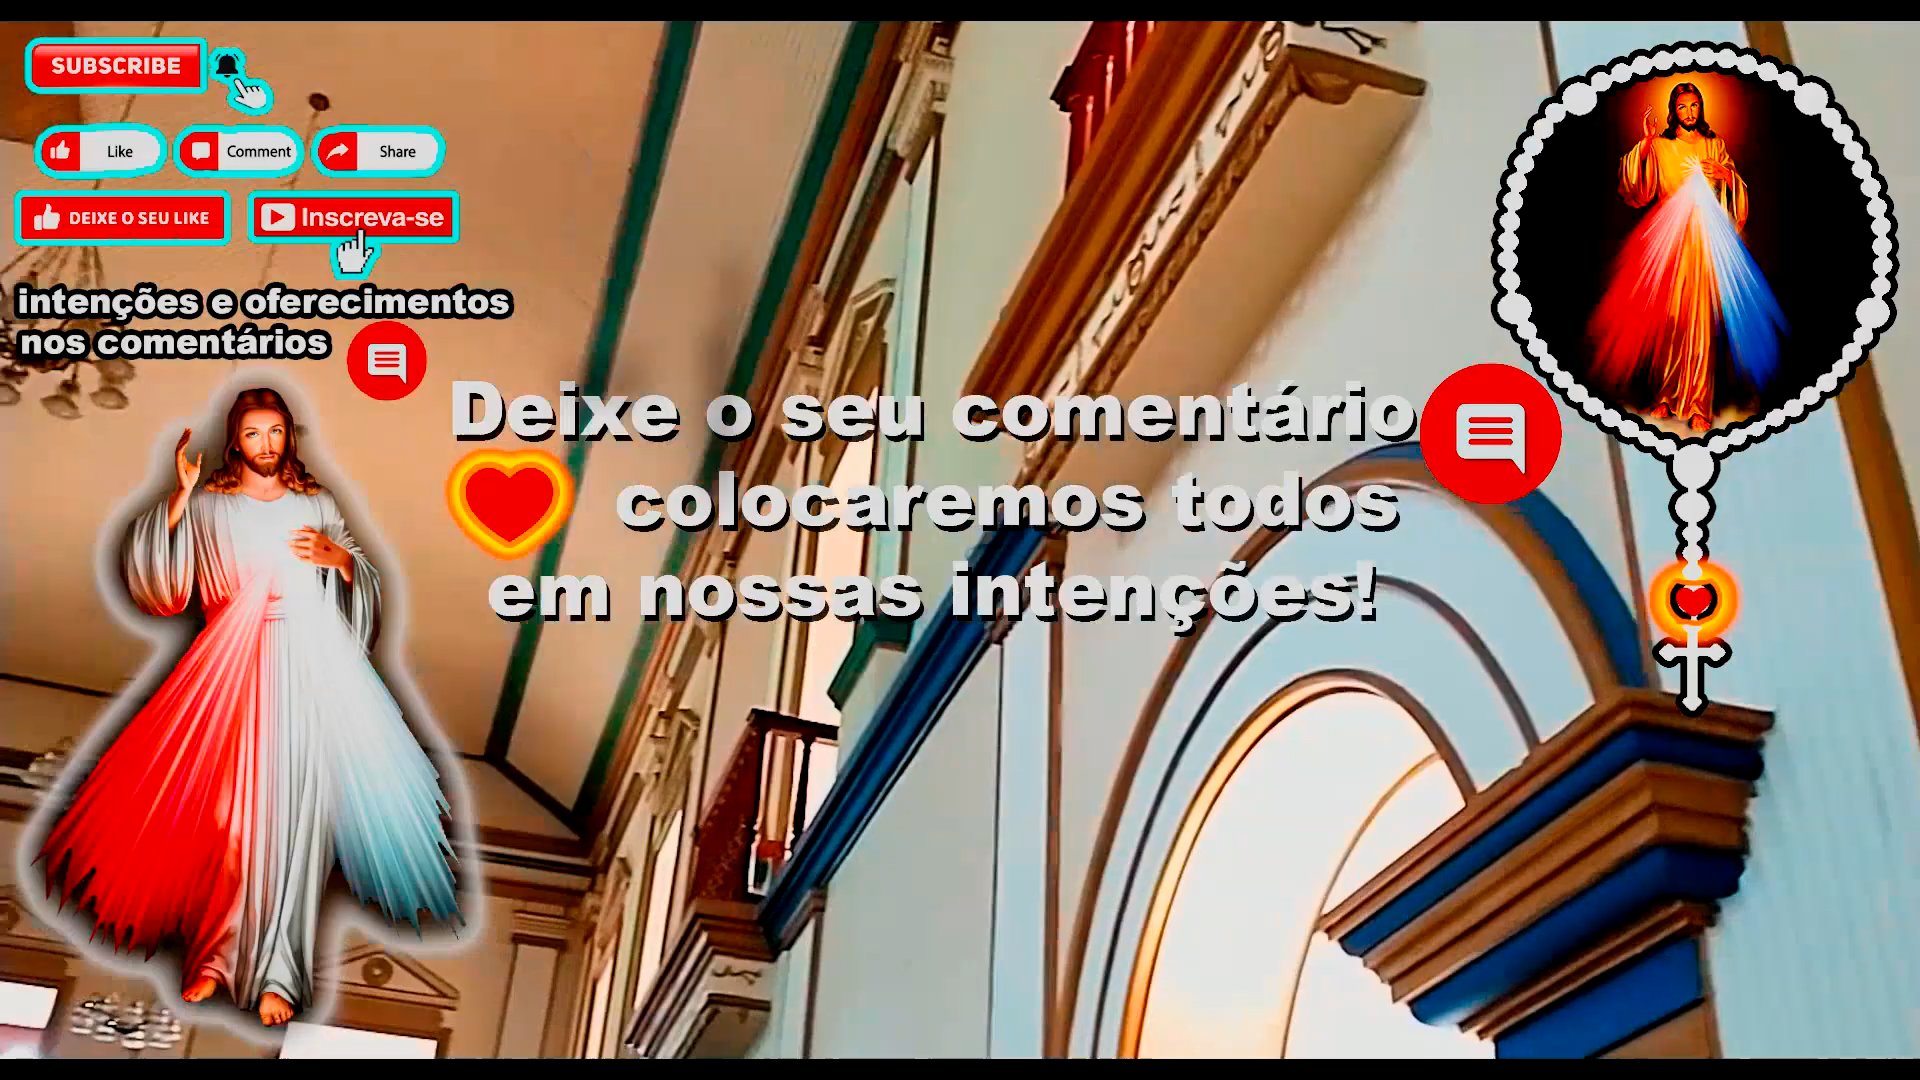 SUBSCRIBE
Like
Comment
Share
DEIXE O SEU LIKE
Inscreva-se
intenções e oferecimentos
nos comentários
Deixe o seu comentário
colocaremos todos
em nossas intenções!